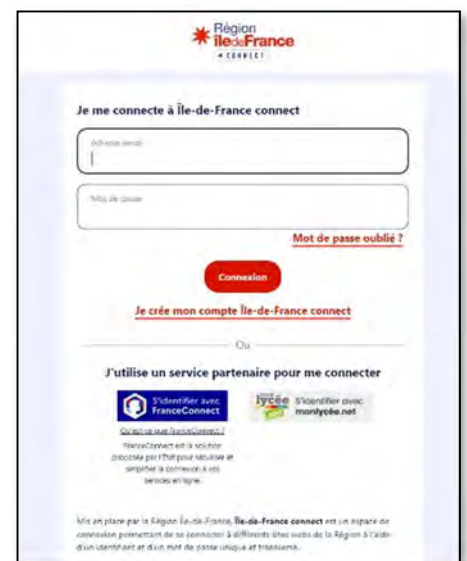 Région
île de France
CONNECT
Je me connecte à Île-de-France connect
Adresse email
Mot de passe
Mot de passe oublié ?
Connexion
Je crée mon compte Île-de-France connect
Ou
J'utilise un service partenaire pour me connecter
S'identifier avec
FranceConnect
lycée
S'identifier avec
monlycée.net
Qu'est ce que FranceConnect ?
FranceConnect est la solution
proposée par l'État pour sécuriser et
simplifier la connexion à vos
services en ligne.
Mis en place par la Région Île-de-France, Île-de-France connect est un espace de
connexion permettant de se connecter à différents sites webs de la Région à l'aide
d'un identifiant et d'un mot de passe unique et transverse.